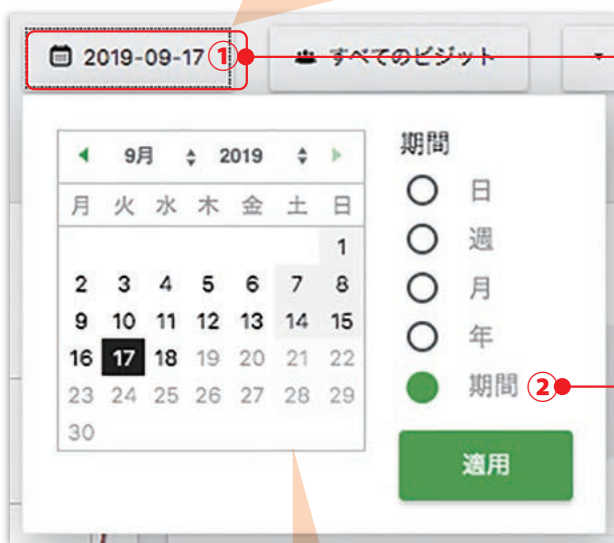 2019-09-17 ① すべてのビジット
9月 2019
月 火 水 木 金 土 日
1
2 3 4 5 6 7 8
9 10 11 12 13 14 15
16 17 18 19 20 21 22
23 24 25 26 27 28 29
30
期間
日
週
月
年
期間 ②
適用